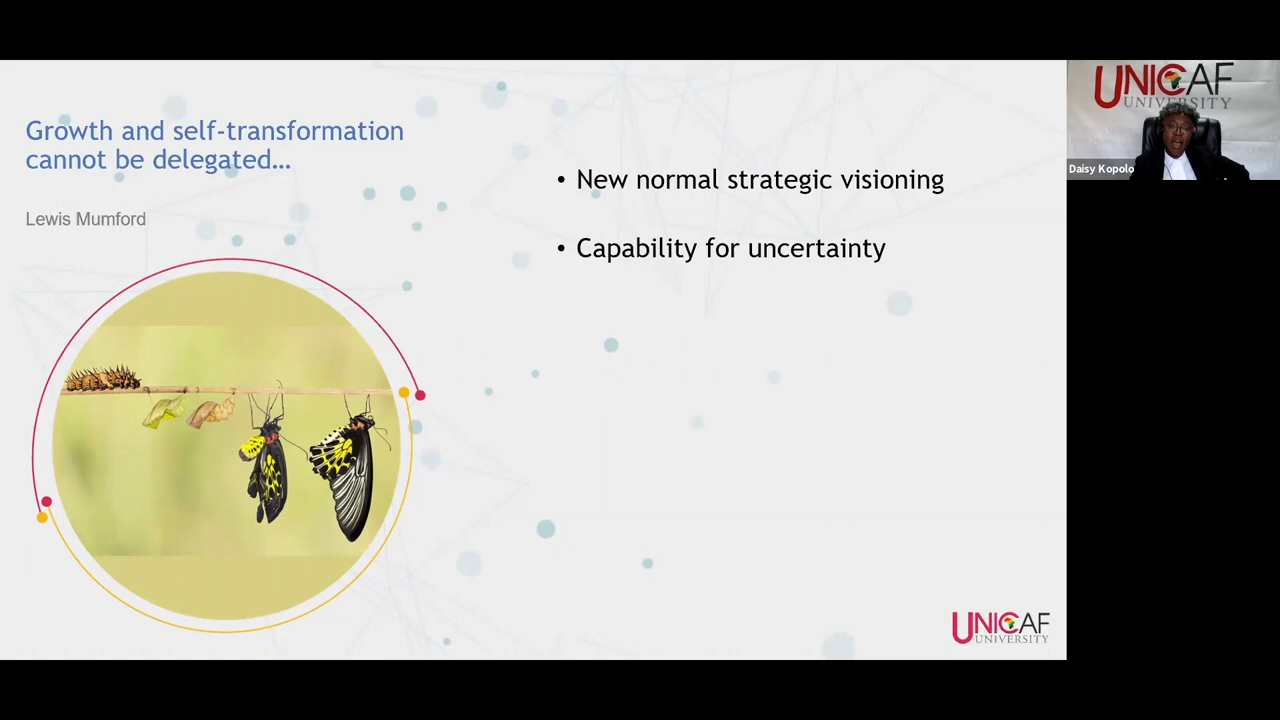 Growth and self-transformation
cannot be delegated…
Lewis Mumford
• New normal strategic visioning
• Capability for uncertainty
UNICAF
UNIVERSITY
Daisy Kopolo
UNICAF
UNIVERSITY